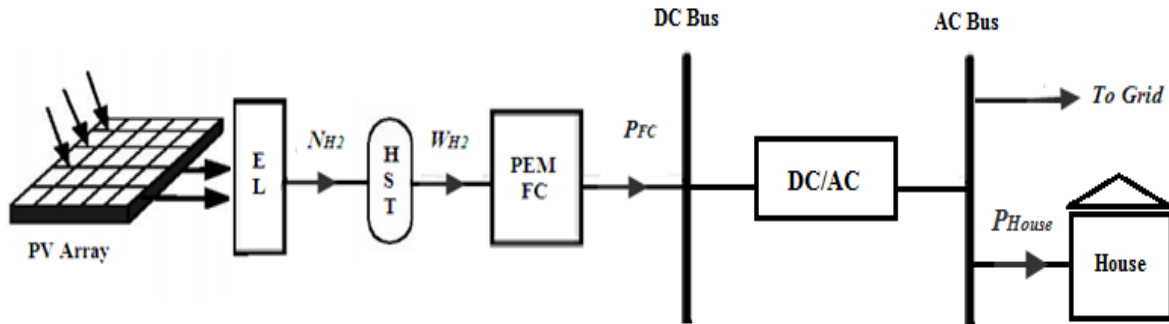 DC Bus
AC Bus
To Grid
E
L
NH2
H
S
T
WH2
PEM
FC
PFC
DC/AC
PHouse
House
PV Array